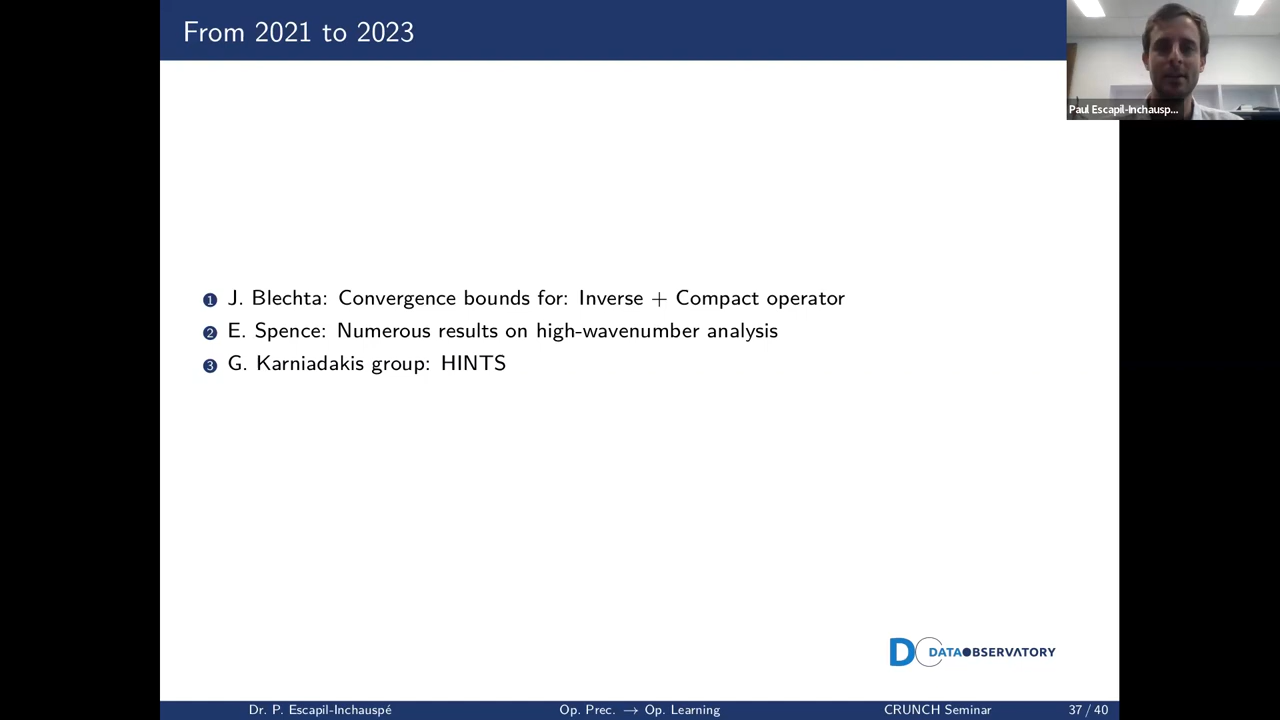 From 2021 to 2023
Paul Escapil-Inchausp...
1 J. Blechta: Convergence bounds for: Inverse + Compact operator
2 E. Spence: Numerous results on high-wavenumber analysis
3 G. Karniadakis group: HINTS
DO DATAOBSERVATORY
Dr. P. Escapil-Inchauspé Op. Prec. → Op. Learning CRUNCH Seminar 37 / 40